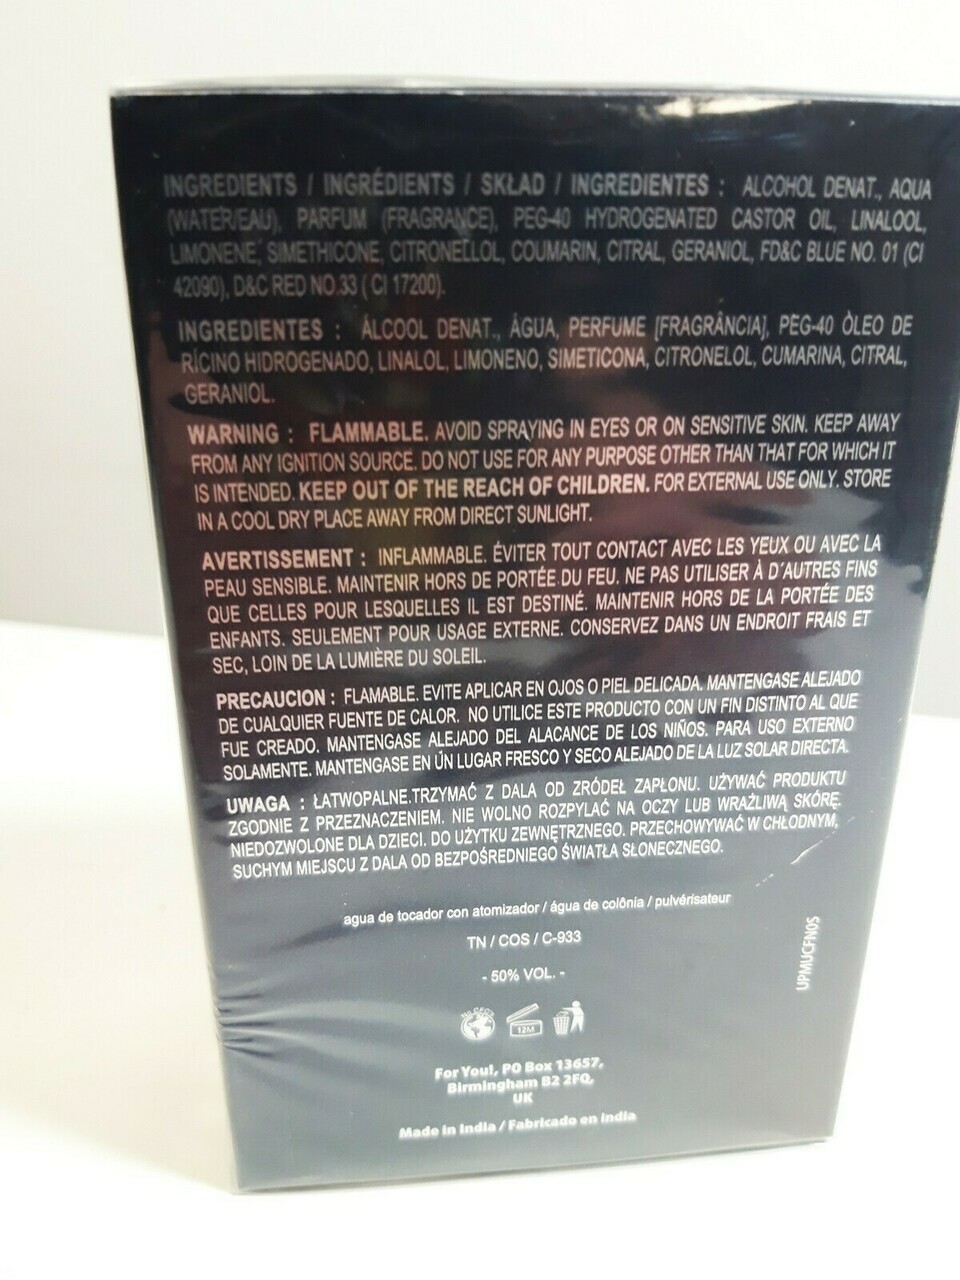 INGREDIENTS / INGRÉDIENTS / SKŁAD / INGREDIENTES : ALCOHOL DENAT., AQUA
(WATER/EAU), PARFUM (FRAGRANCE), PEG-40 HYDROGENATED CASTOR OIL, LINALOOL,
LIMONENE, SIMETHICONE, CITRONELLOL, COUMARIN, CITRAL, GERANIOL, FD&C BLUE NO. 01 (CI
42090), D&C RED NO.33 ( CI 17200).
INGREDIENTES : ÁLCOOL DENAT., ÁGUA, PERFUME [FRAGRÂNCIA], PEG-40 ÒLEO DE
RÍCINO HIDROGENADO, LINALOL, LIMONENO, SIMETICONA, CITRONELOL, CUMARINA, CITRAL,
GERANIOL.
WARNING : FLAMMABLE. AVOID SPRAYING IN EYES OR ON SENSITIVE SKIN. KEEP AWAY
FROM ANY IGNITION SOURCE. DO NOT USE FOR ANY PURPOSE OTHER THAN THAT FOR WHICH IT
IS INTENDED. KEEP OUT OF THE REACH OF CHILDREN. FOR EXTERNAL USE ONLY. STORE
IN A COOL DRY PLACE AWAY FROM DIRECT SUNLIGHT.
AVERTISSEMENT : INFLAMMABLE. ÉVITER TOUT CONTACT AVEC LES YEUX OU AVEC LA
PEAU SENSIBLE. MAINTENIR HORS DE PORTÉE DU FEU. NE PAS UTILISER À D'AUTRES FINS
QUE CELLES POUR LESQUELLES IL EST DESTINÉ. MAINTENIR HORS DE LA PORTÉE DES
ENFANTS. SEULEMENT POUR USAGE EXTERNE. CONSERVEZ DANS UN ENDROIT FRAIS ET
SEC, LOIN DE LA LUMIÈRE DU SOLEIL.
PRECAUCION : FLAMABLE. EVITE APLICAR EN OJOS O PIEL DELICADA. MANTENGASE ALEJADO
DE CUALQUIER FUENTE DE CALOR. NO UTILICE ESTE PRODUCTO CON UN FIN DISTINTO AL QUE
FUE CREADO. MANTENGASE ALEJADO DEL ALACANCE DE LOS NIÑOS. PARA USO EXTERNO
SOLAMENTE. MANTENGASE EN ÚN LUGAR FRESCO Y SECO ALEJADO DE LA LUZ SOLAR DIRECTA.
UWAGA : ŁATWOPALNE.TRZYMAĆ Z DALA OD ZRÓDEŁ ZAPŁONU. UŻYWAĆ PRODUKTU
ZGODNIE Z PRZEZNACZENIEM. NIE WOLNO ROZPYLAĆ NA OCZY LUB WRAŻLIWĄ SKÓRĘ.
NIEDOZWOLONE DLA DZIECI. DO UŻYTKU ZEWNĘTRZNEGO. PRZECHOWYWAĆ W CHŁODNYM,
SUCHYM MIEJSCU Z DALA OD BEZPOŚREDNIEGO ŚWIATŁA SŁONECZNEGO.
agua de tocador con atomizador / água de colônia / pulvérisateur
TN / COS / C-933
- 50% VOL. -
UPMUCFN05
NO CFCs
12M
For You!, PO Box 13657,
Birmingham B2 2FQ,
UK
Made in India / Fabricado en India